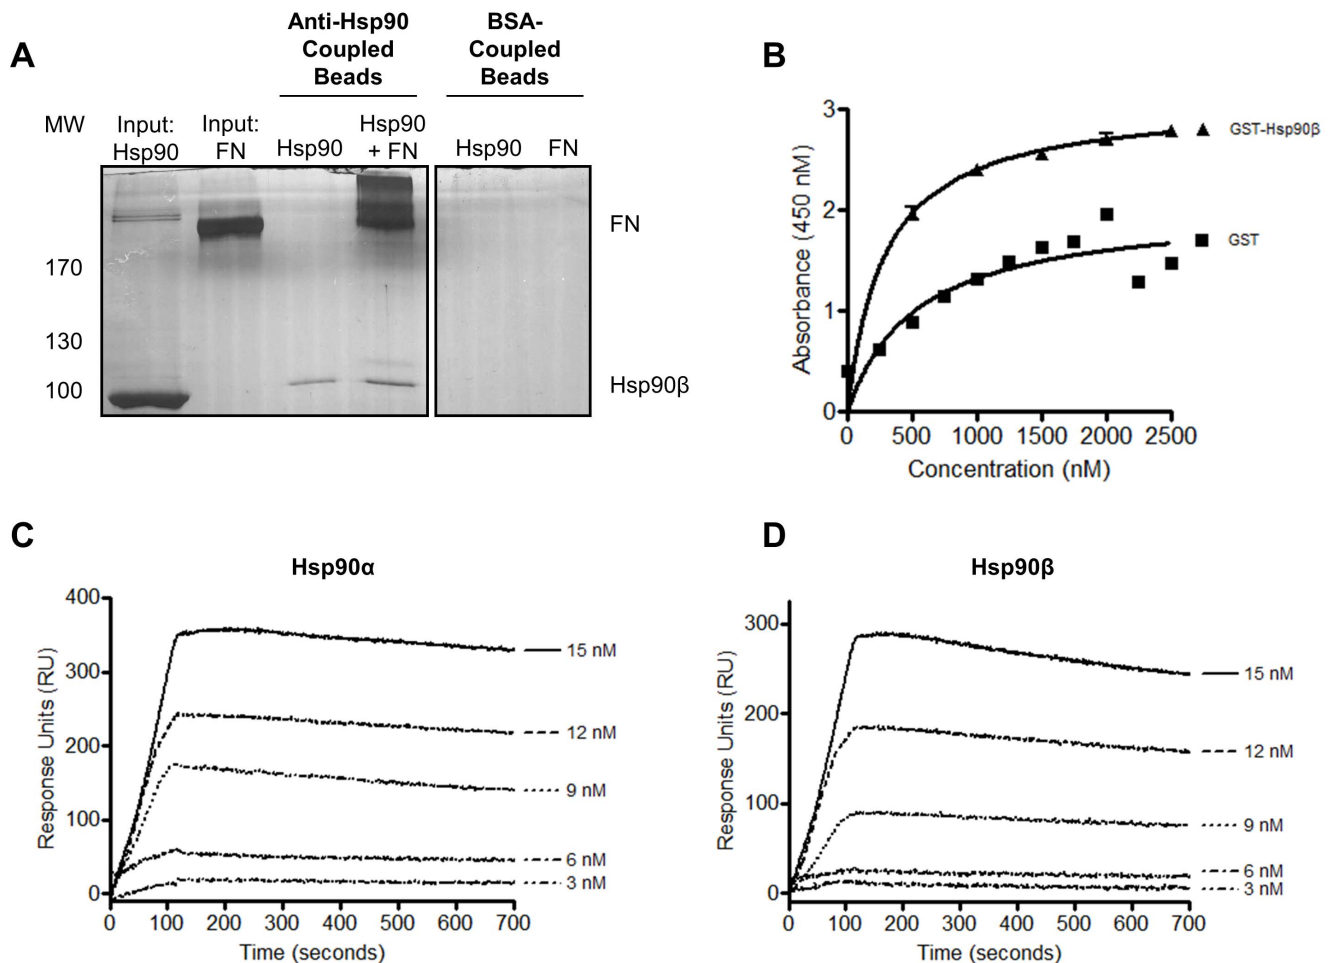 A
Anti-Hsp90
Coupled
Beads
BSA-
Coupled
Beads
MW
Input:
Hsp90
Input:
FN
Hsp90
Hsp90
+ FN
Hsp90
FN
170
130
100
FN
Hsp90β
B
Absorbance (450 nM)
3
2
1
0
0 500 1000 1500 2000 2500
Concentration (nM)
GST-Hsp90β
GST
C
Hsp90α
Response Units (RU)
400
300
200
100
0
0 100 200 300 400 500 600 700
Time (seconds)
15 nM
12 nM
9 nM
6 nM
3 nM
D
Hsp90β
Response Units (RU)
300
200
100
0
0 100 200 300 400 500 600 700
Time (seconds)
15 nM
12 nM
9 nM
6 nM
3 nM